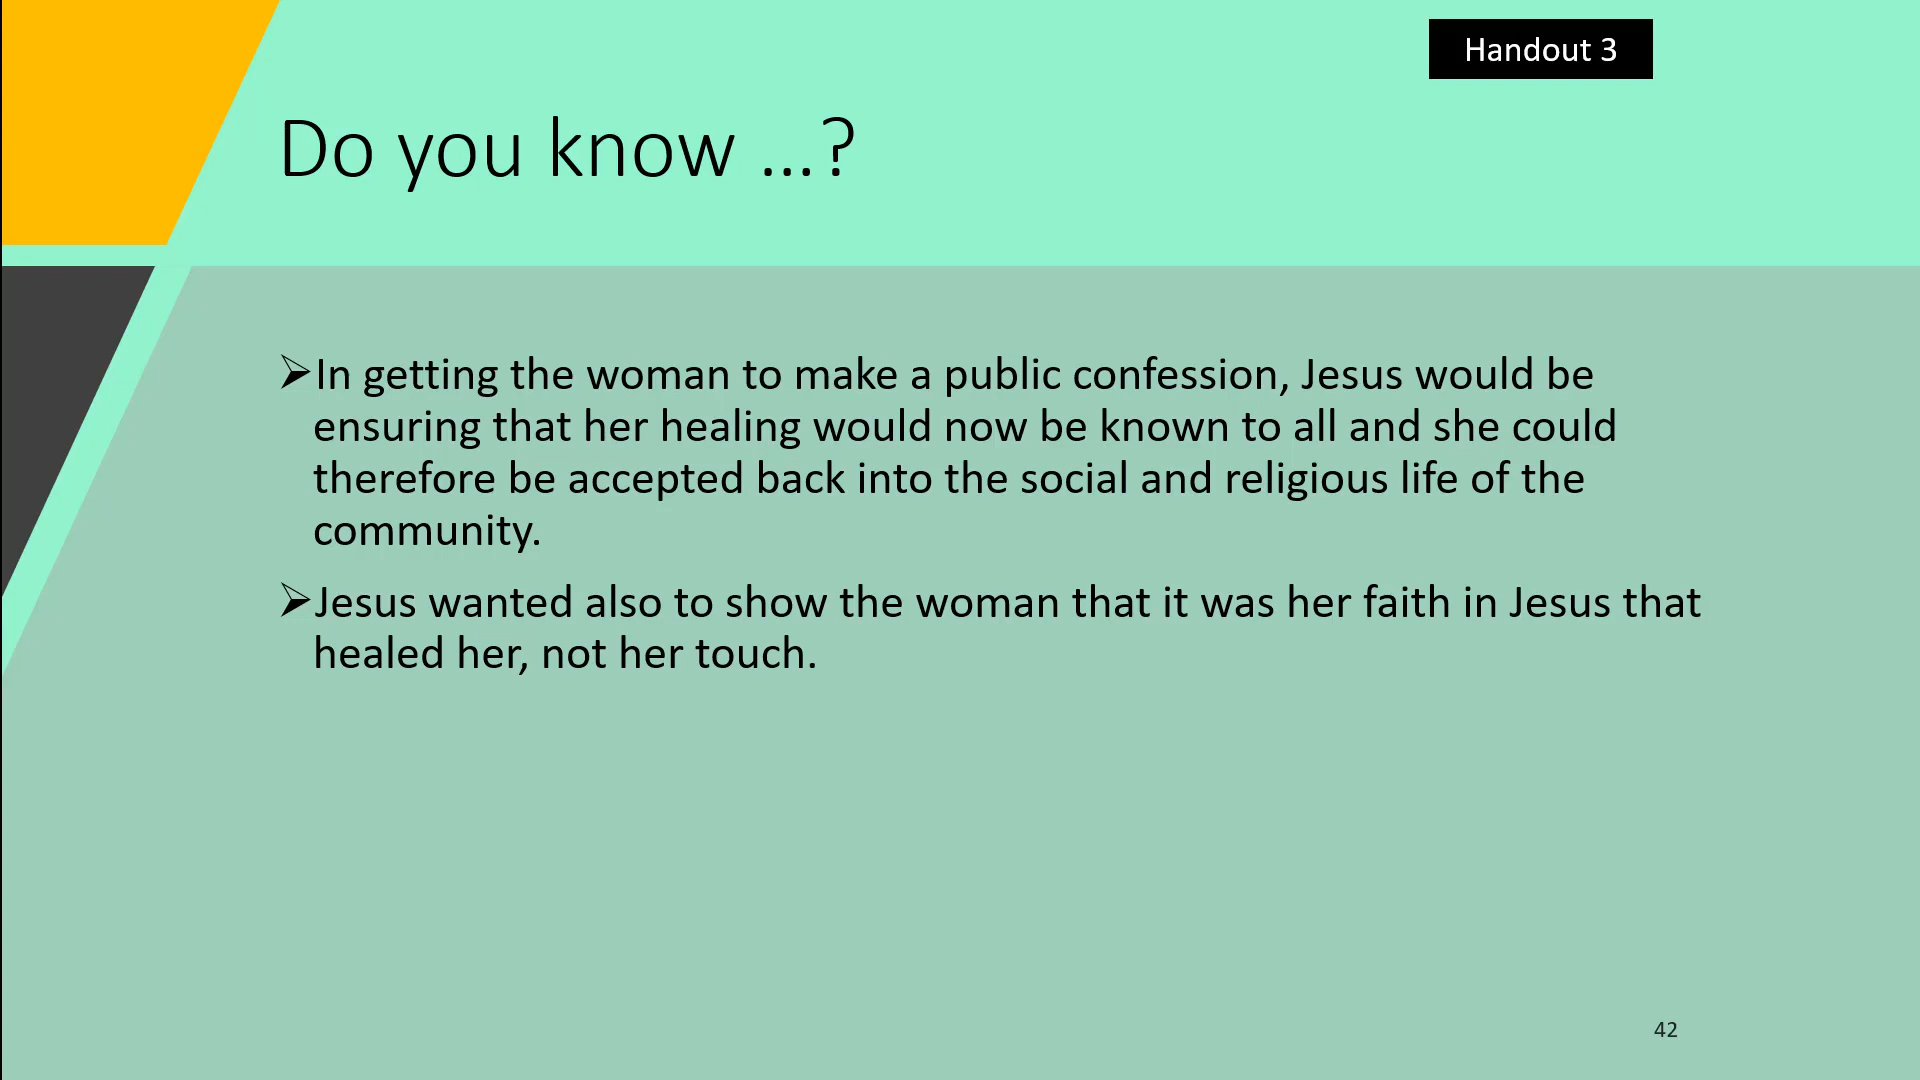 Handout 3
Do you know ...?
➢In getting the woman to make a public confession, Jesus would be
ensuring that her healing would now be known to all and she could
therefore be accepted back into the social and religious life of the
community.
➢Jesus wanted also to show the woman that it was her faith in Jesus that
healed her, not her touch.
42